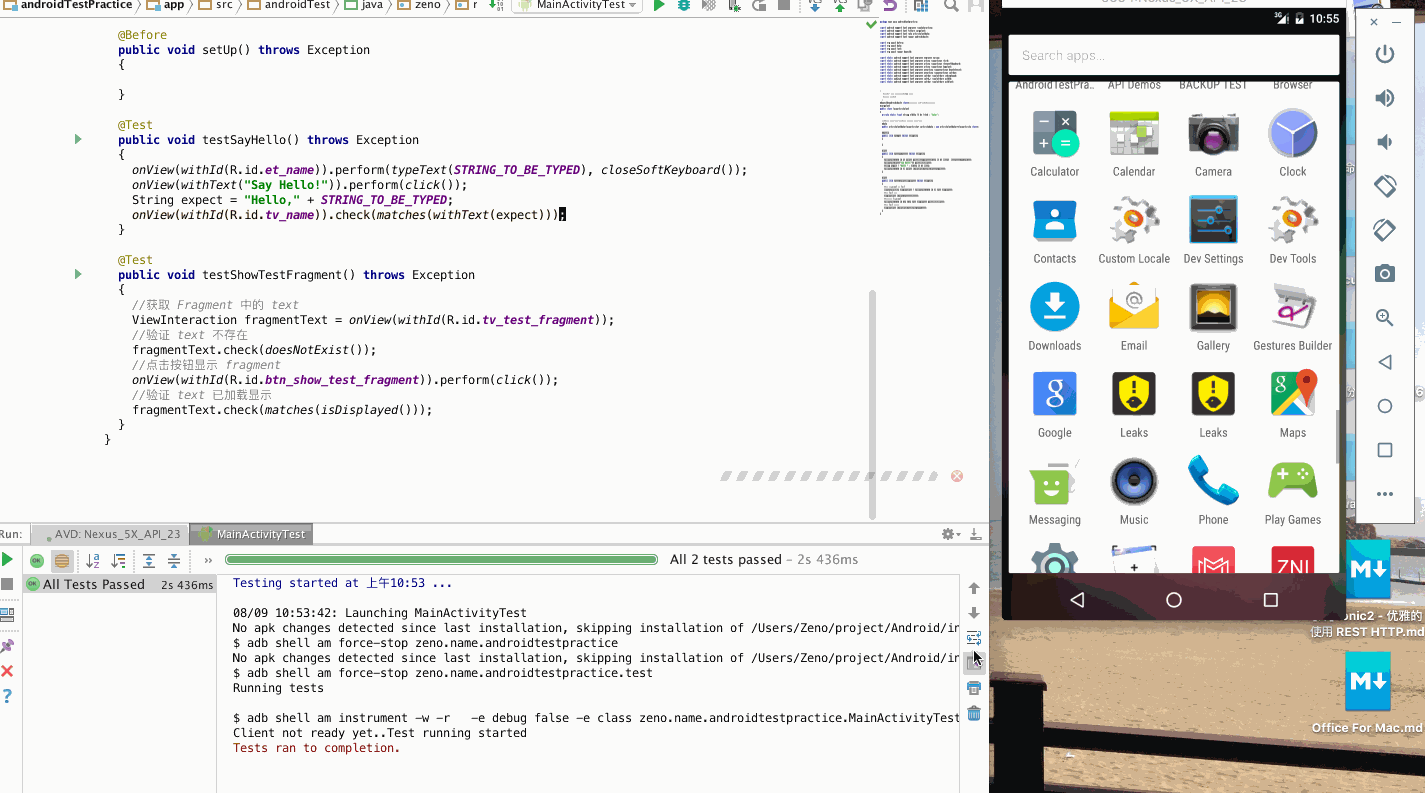 androidTestPractice
app
src
androidTest
java
zeno
MainActivityTest
@Before
public void setUp() throws Exception
{
}
@Test
public void testSayHello() throws Exception
{
onView(withId(R.id.et_name)).perform(typeText(STRING_TO_BE_TYPED), closeSoftKeyboard());
onView(withText("Say Hello!")).perform(click());
String expect = "Hello," + STRING_TO_BE_TYPED;
onView(withId(R.id.tv_name)).check(matches(withText(expect)));
}
@Test
public void testShowTestFragment() throws Exception
{
//获取 Fragment 中的 text
ViewInteraction fragmentText = onView(withId(R.id.tv_test_fragment));
//验证 text 不存在
fragmentText.check(doesNotExist());
//点击按钮显示 fragment
onView(withId(R.id.btn_show_test_fragment)).perform(click());
//验证 text 已加载显示
fragmentText.check(matches(isDisplayed()));
}
}
Run:
AVD: Nexus_5X_API_23
MainActivityTest
All 2 tests passed – 2s 436ms
All Tests Passed 2s 436ms
Testing started at 上午10:53 ...
08/09 10:53:42: Launching MainActivityTest
No apk changes detected since last installation, skipping installation of /Users/Zeno/project/Android/in
$ adb shell am force-stop zeno.name.androidtestpractice
No apk changes detected since last installation, skipping installation of /Users/Zeno/project/Android/in
$ adb shell am force-stop zeno.name.androidtestpractice.test
Running tests
$ adb shell am instrument -w -r   -e debug false -e class zeno.name.androidtestpractice.MainActivityTest
Client not ready yet..Test running started
Tests ran to completion.
3G 10:55
Search apps...
AndroidTestPra.. API Demos BACKUP TEST Browser
Calculator Calendar Camera Clock
Contacts Custom Locale Dev Settings Dev Tools
Downloads Email Gallery Gestures Builder
Google Leaks Leaks Maps
Messaging Music Phone Play Games
ZNI
M
onic2 - 优雅的
使用 REST HTTP.md
M
Office For Mac.md